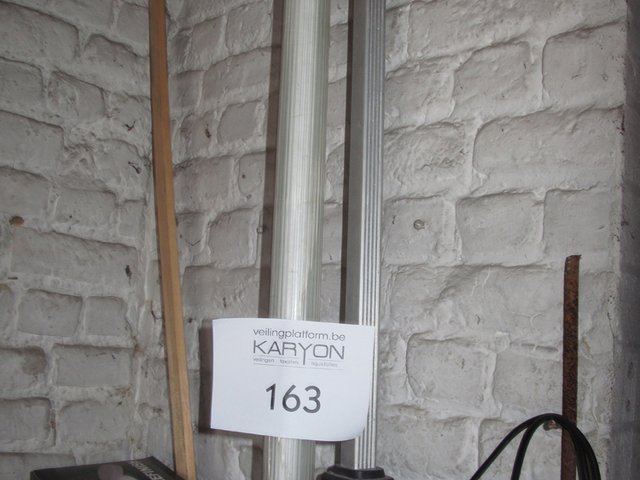 veilingplatform.be
KARYON
veilingen taxaties liquidaties
163